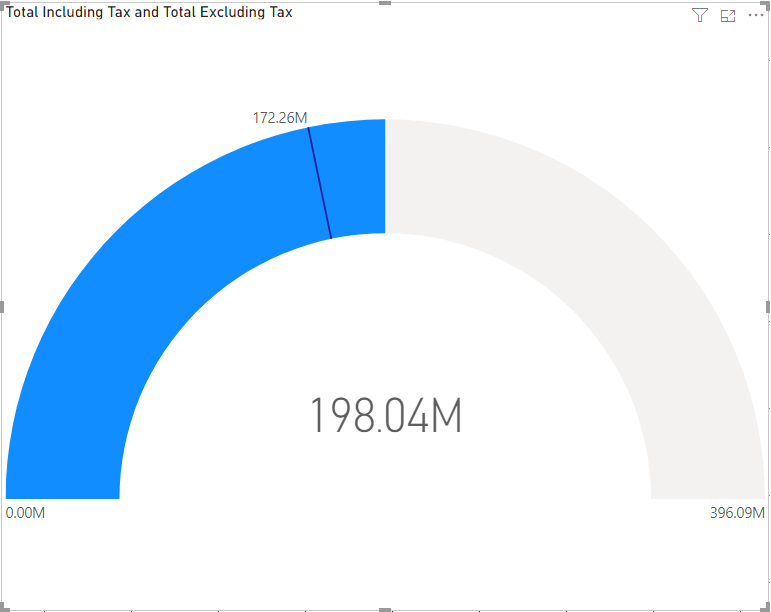 Total Including Tax and Total Excluding Tax
172.26M
198.04M
0.00M
396.09M